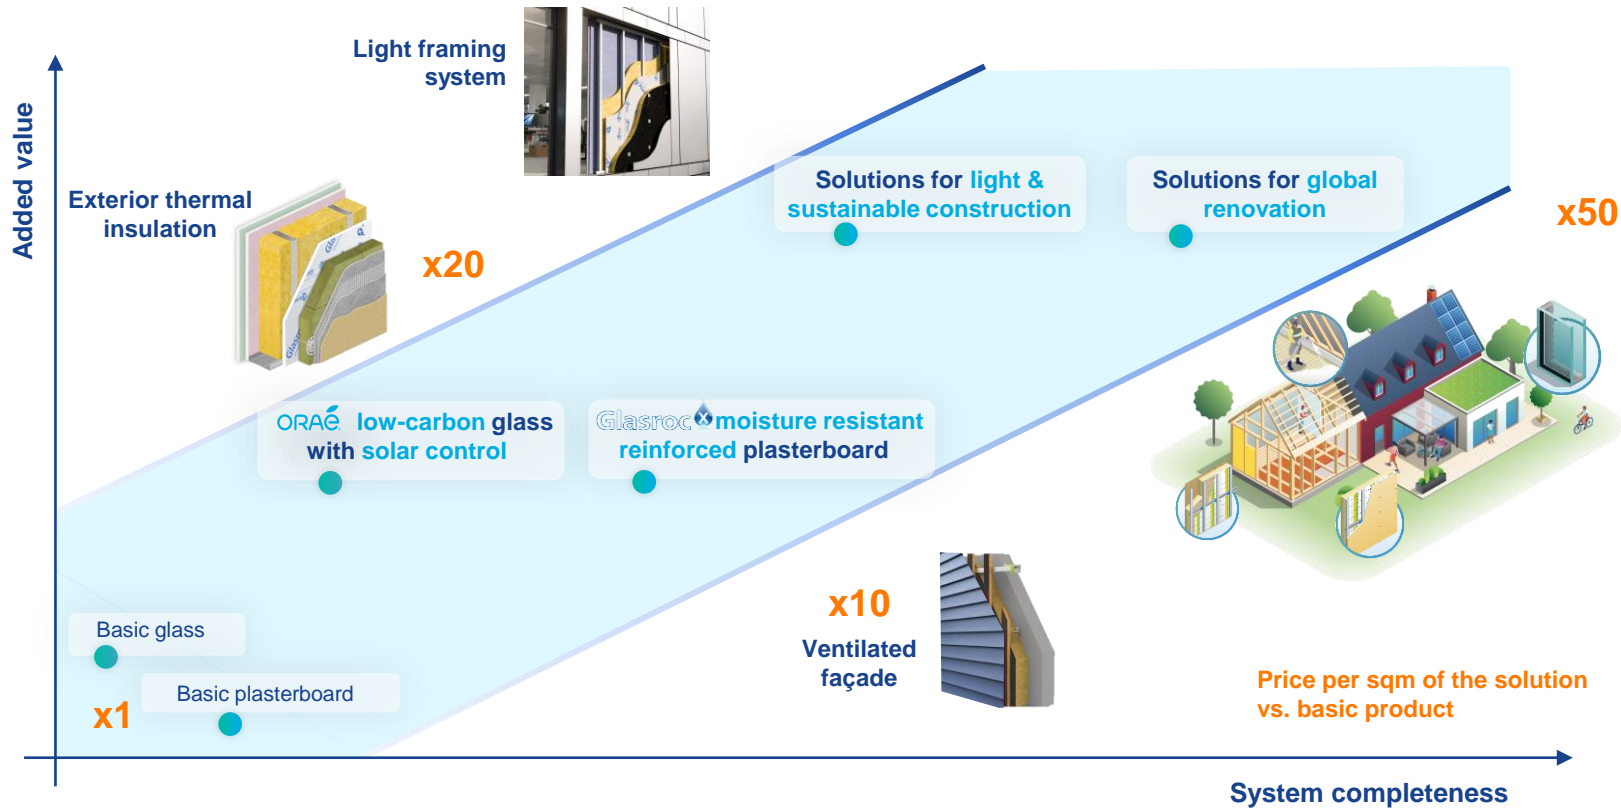 Added value
Light framing
system
Exterior thermal
insulation
x20
Solutions for light &
sustainable construction
Solutions for global
renovation
x50
ORAÉ low-carbon glass
with solar control
Glasroc X moisture resistant
reinforced plasterboard
Basic glass
x1
Basic plasterboard
x10
Ventilated
façade
Price per sqm of the solution
vs. basic product
System completeness